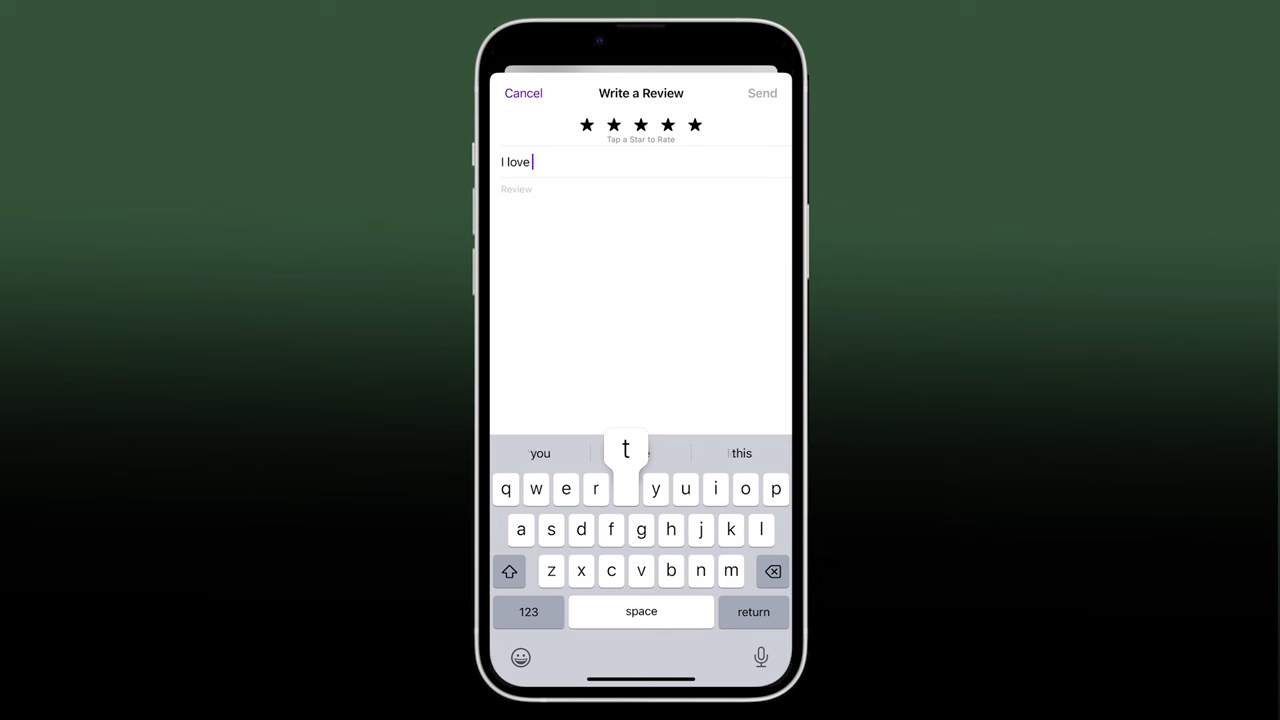 Cancel Write a Review Send
Tap a Star to Rate
I love
Review
you this
t
q w e r y u i o p
a s d f g h j k l
z x c v b n m
123 space return